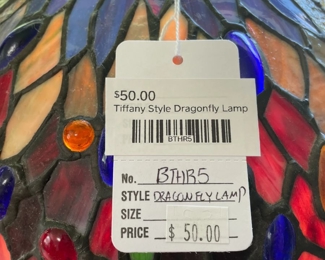 $50.00
Tiffany Style Dragonfly Lamp
BTHR5
No. BTHR5
STYLE DRAGONFLY LAMP
SIZE
PRICE $ 50.00